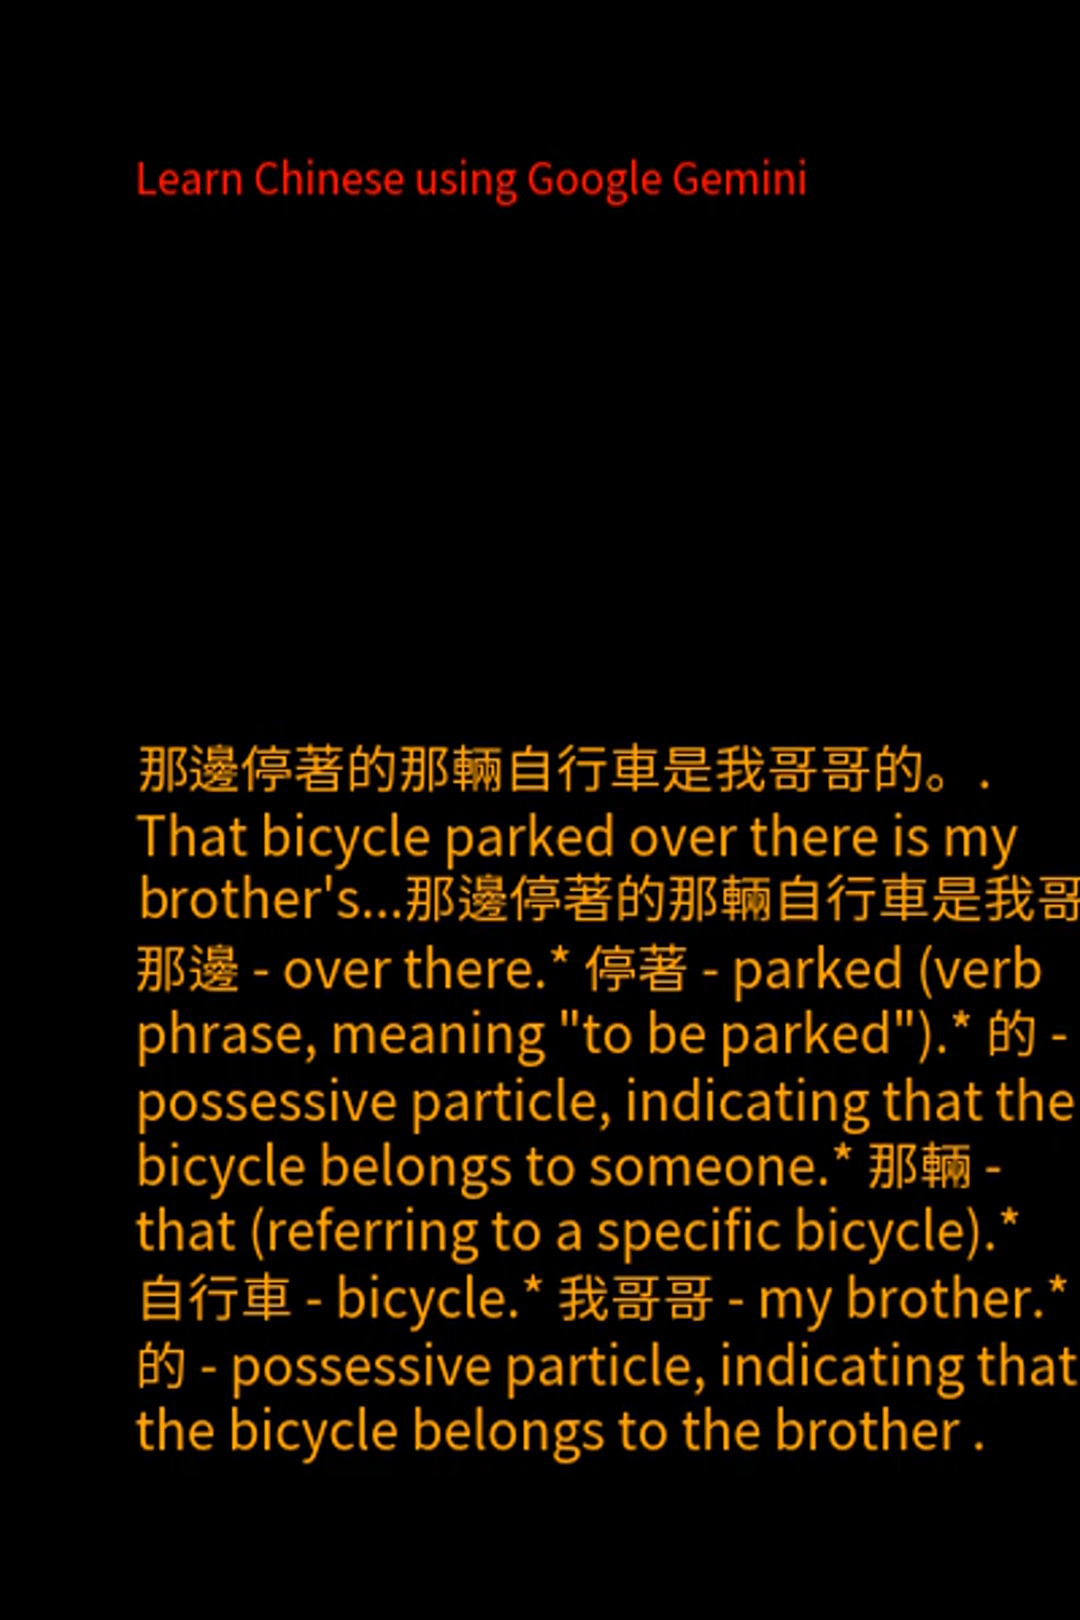 Learn Chinese using Google Gemini
那邊停著的那輛自行車是我哥哥的。.
That bicycle parked over there is my
brother's...那邊停著的那輛自行車是我哥
那邊 - over there.* 停著 - parked (verb
phrase, meaning "to be parked").* 的 -
possessive particle, indicating that the
bicycle belongs to someone.* 那輛 -
that (referring to a specific bicycle).*
自行車 - bicycle.* 我哥哥 - my brother.*
的 - possessive particle, indicating that
the bicycle belongs to the brother .